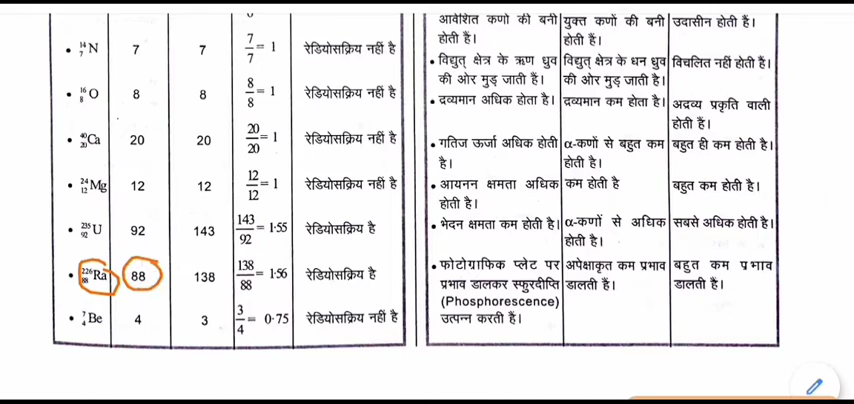 • ¹⁴₇N 7 7 7/7 = 1 रेडियोसक्रिय नहीं है
• ¹⁶₈O 8 8 8/8 = 1 रेडियोसक्रिय नहीं है
• ⁴⁰₂₀Ca 20 20 20/20 = 1 रेडियोसक्रिय नहीं है
• ²⁴₁₂Mg 12 12 12/12 = 1 रेडियोसक्रिय नहीं है
• ²³⁵₉₂U 92 143 143/92 = 1·55 रेडियोसक्रिय है
• ²²⁶₈₈Ra 88 138 138/88 = 1·56 रेडियोसक्रिय है
• ⁷₄Be 4 3 3/4 = 0·75 रेडियोसक्रिय नहीं है
आवेशित कणों की बनी युक्त कणों की बनी उदासीन होती हैं।
होती हैं। होती हैं।
• विद्युत् क्षेत्र के ऋण ध्रुव विद्युत् क्षेत्र के धन ध्रुव विचलित नहीं होती हैं।
की ओर मुड़ जाती हैं। की ओर मुड़ जाती है।
• द्रव्यमान अधिक होता है। द्रव्यमान कम होता है। अद्रव्य प्रकृति वाली
होती हैं।
• गतिज ऊर्जा अधिक होती α-कणों से बहुत कम बहुत ही कम होती है।
है। होती है।
• आयनन क्षमता अधिक कम होती है बहुत कम होती है।
होती है।
• भेदन क्षमता कम होती है। α-कणों से अधिक सबसे अधिक होती है।
होती है।
• फोटोग्राफिक प्लेट पर अपेक्षाकृत कम प्रभाव बहुत कम प्रभाव
प्रभाव डालकर स्फुरदीप्ति डालती हैं। डालती हैं।
(Phosphorescence)
उत्पन्न करती हैं।